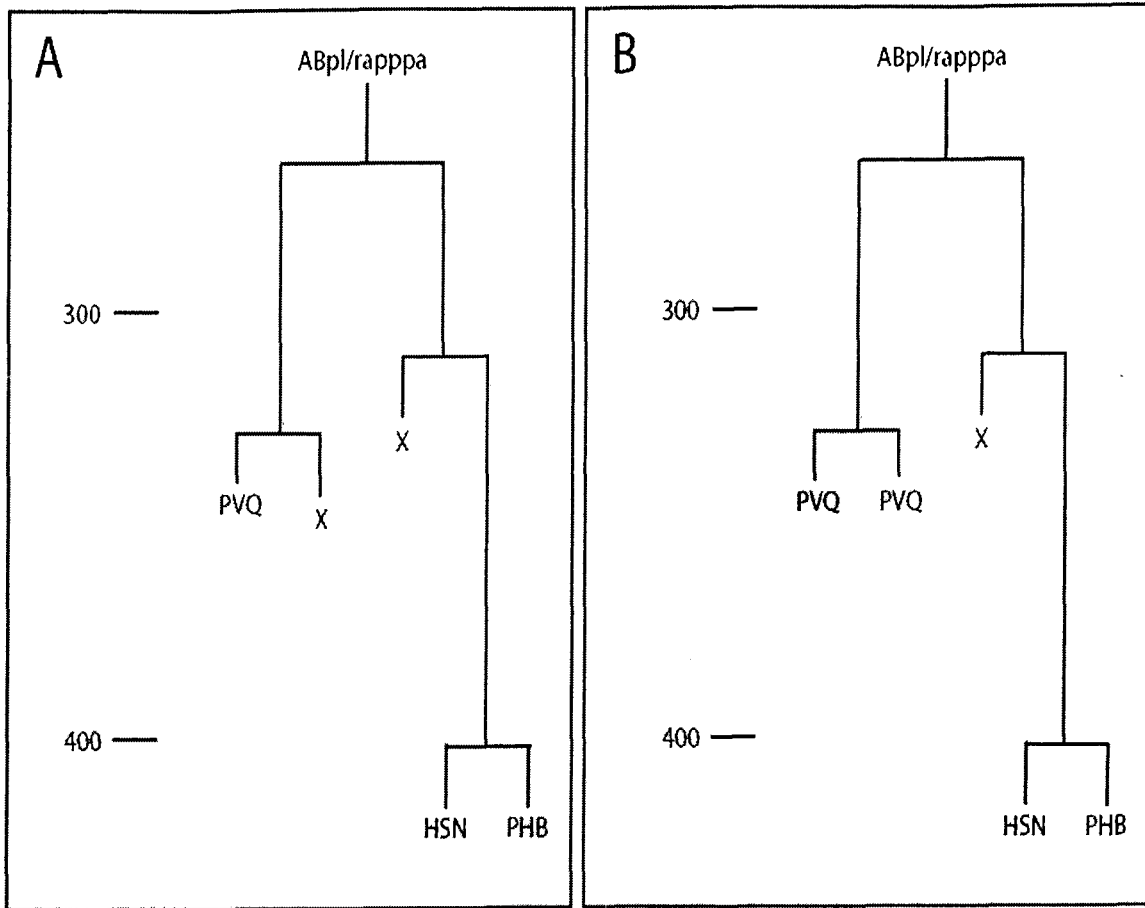 A
ABpl/rapppa
300
X
PVQ
X
400
HSN PHB
B
ABpl/rapppa
300
X
PVQ PVQ
400
HSN PHB